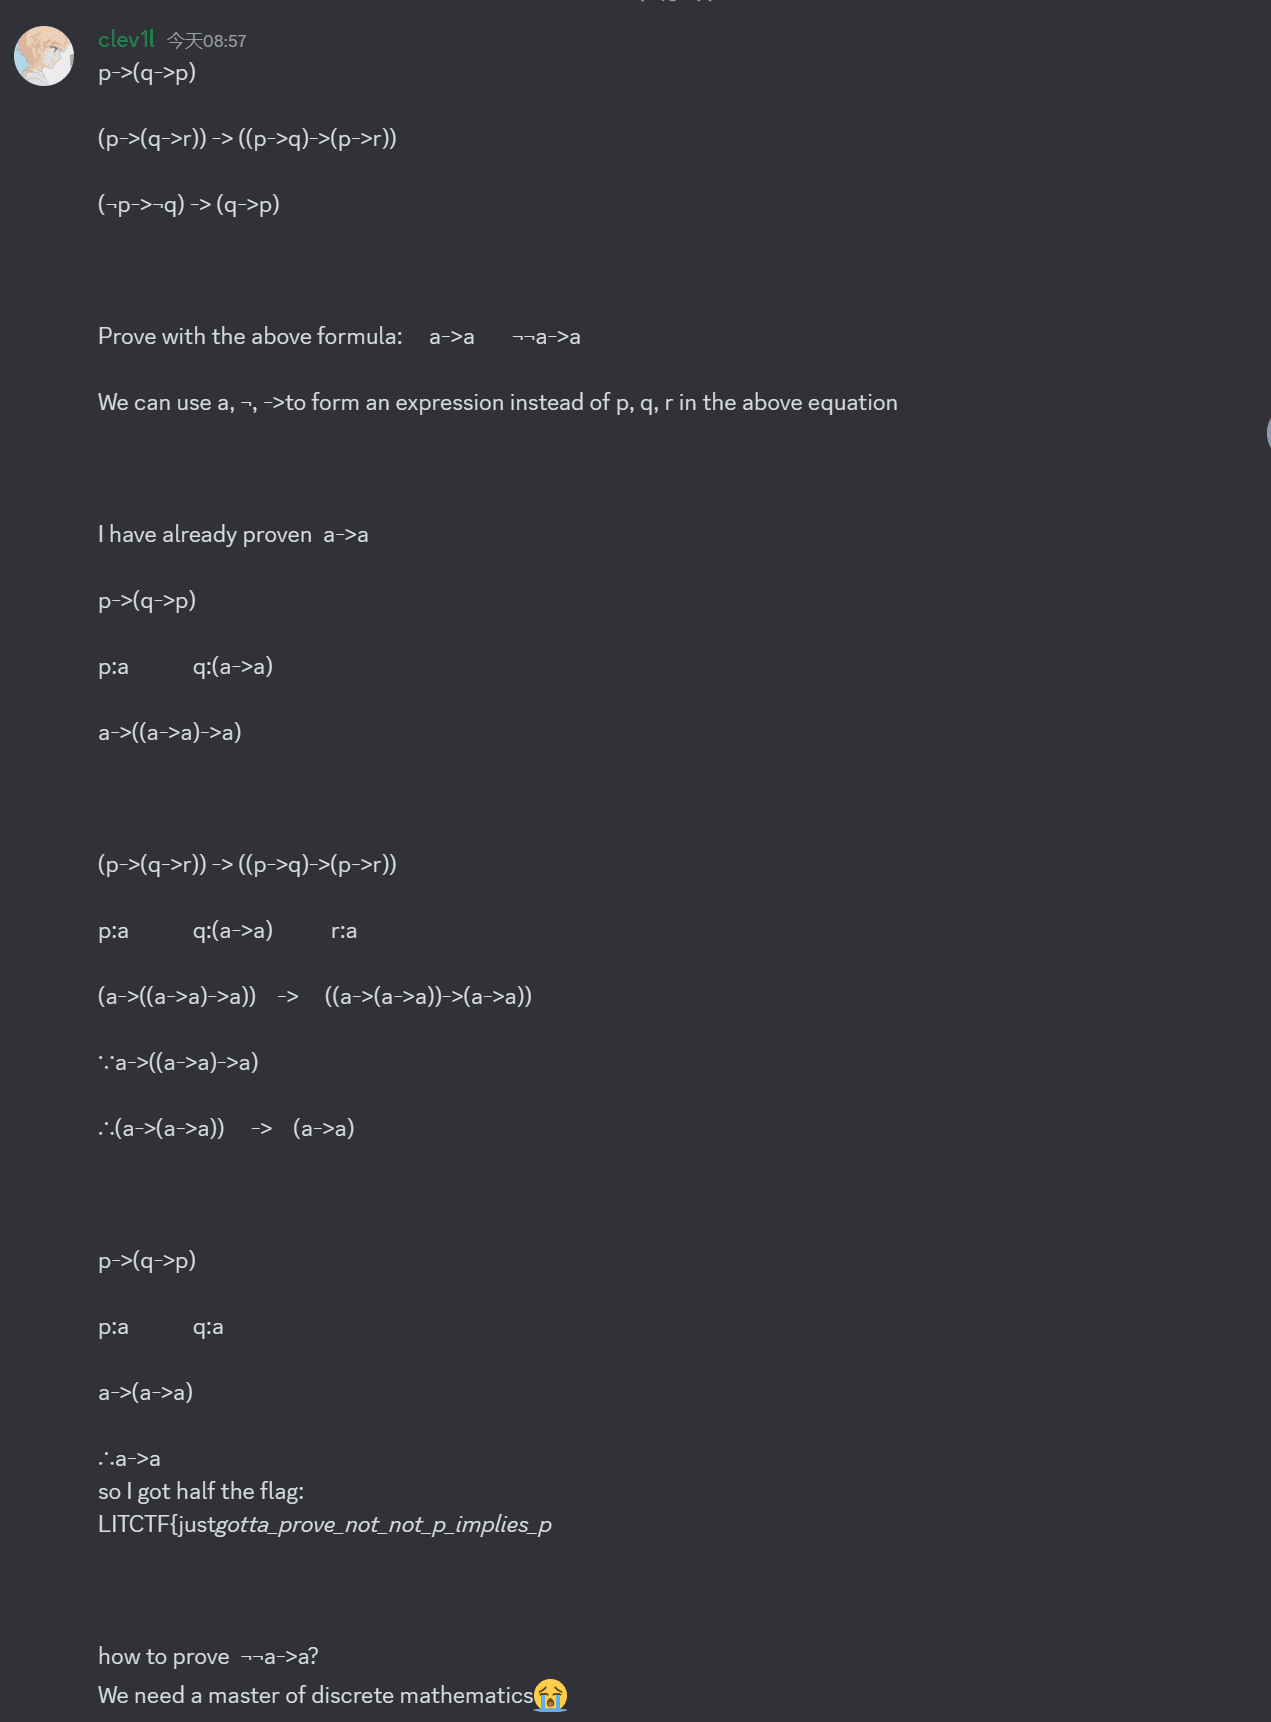 clev1l 今天08:57
p->(q->p)
(p->(q->r)) -> ((p->q)->(p->r))
(¬p->¬q) -> (q->p)
Prove with the above formula: a->a ¬¬a->a
We can use a, ¬, ->to form an expression instead of p, q, r in the above equation
I have already proven a->a
p->(q->p)
p:a q:(a->a)
a->((a->a)->a)
(p->(q->r)) -> ((p->q)->(p->r))
p:a q:(a->a) r:a
(a->((a->a)->a)) -> ((a->(a->a))->(a->a))
∵a->((a->a)->a)
∴(a->(a->a)) -> (a->a)
p->(q->p)
p:a q:a
a->(a->a)
∴a->a
so I got half the flag:
LITCTF{justgotta_prove_not_not_p_implies_p
how to prove ¬¬a->a?
We need a master of discrete mathematics😭